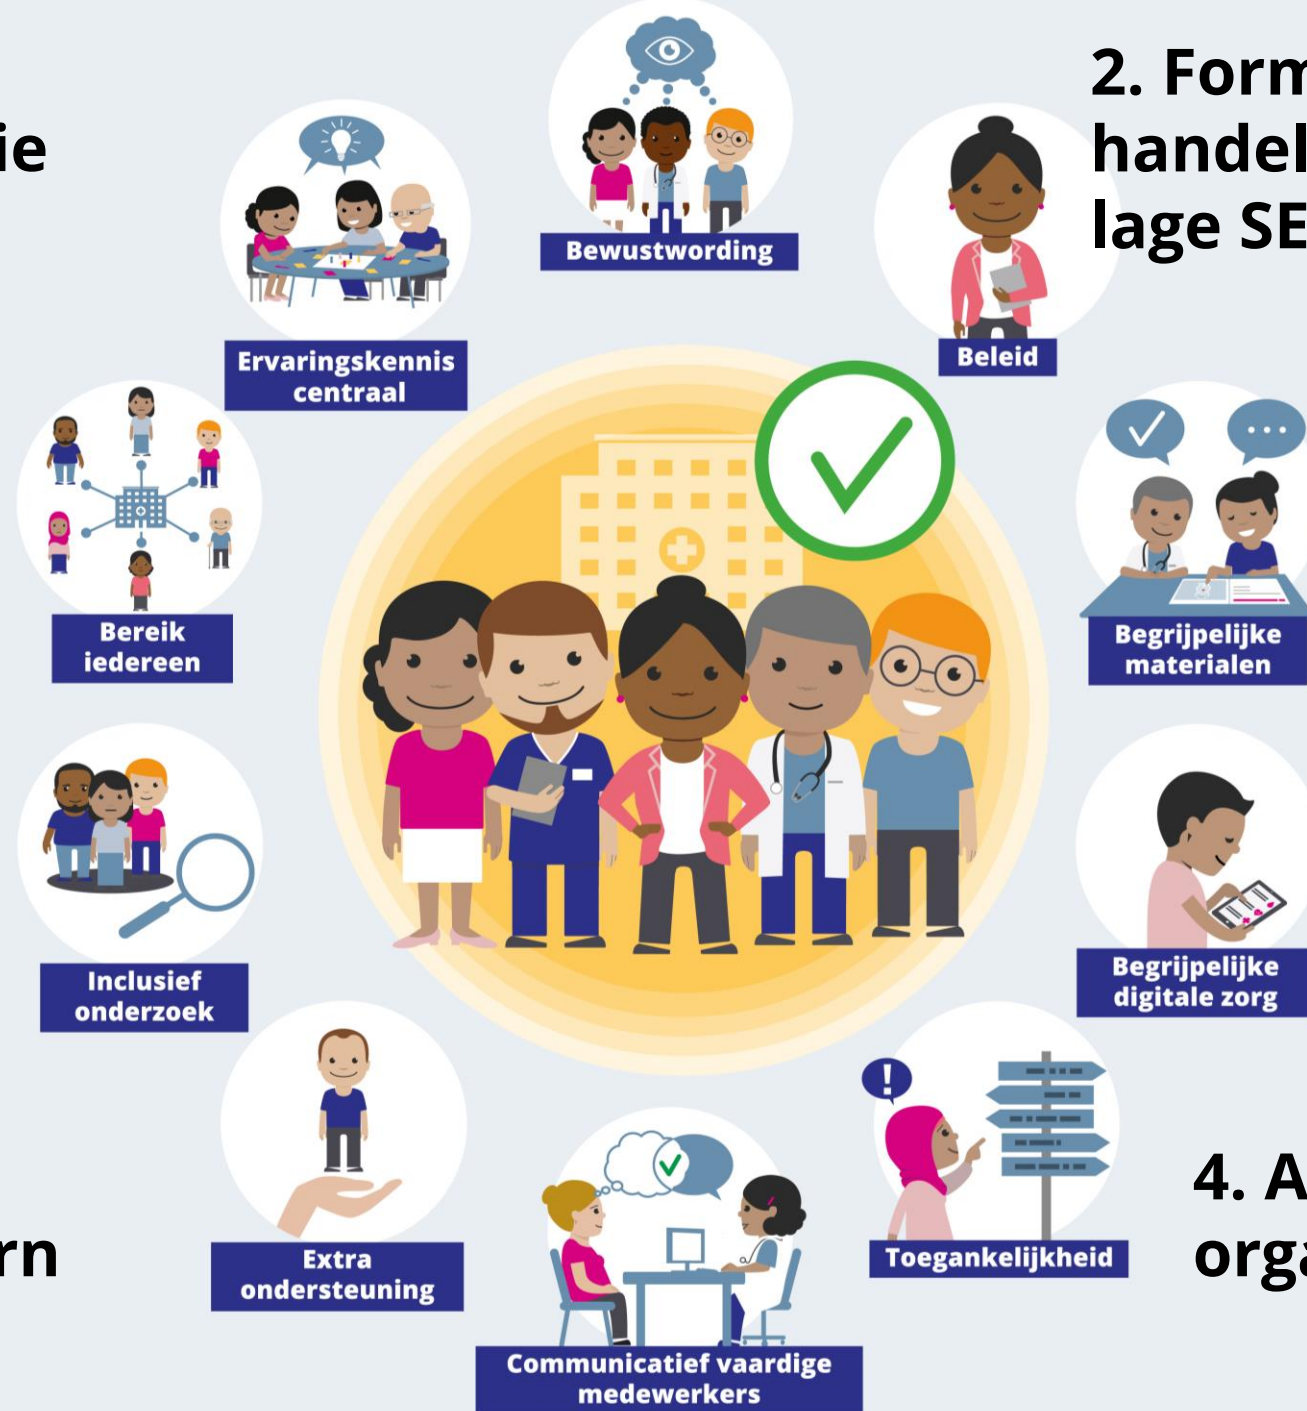 2. Form
handel
lage SE
ie
Bewustwording
Beleid
Ervaringskennis
centraal
Begrijpelijke
materialen
Bereik
iedereen
Begrijpelijke
digitale zorg
Inclusief
onderzoek
Toegankelijkheid
!
Extra
ondersteuning
Communicatief vaardige
medewerkers
4. A
orga
rn